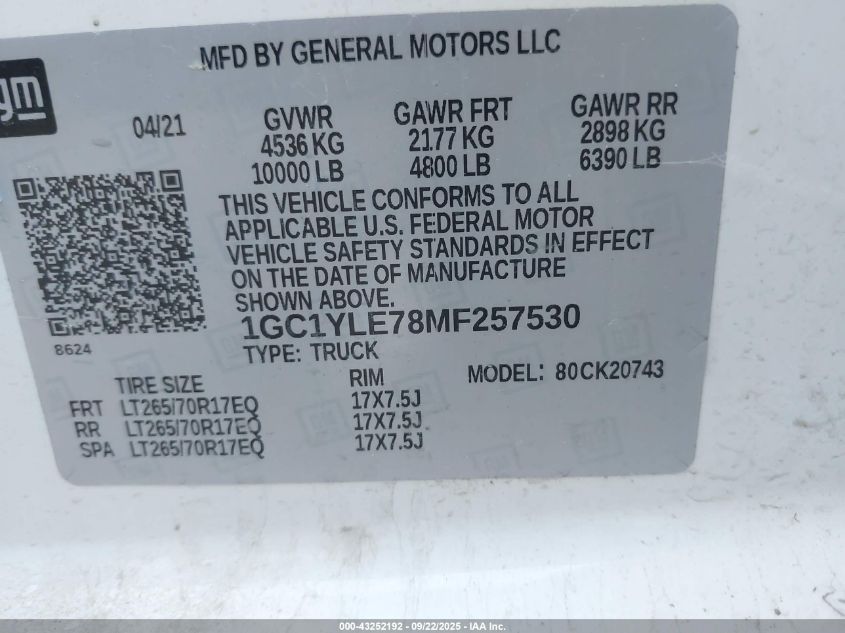 MFD BY GENERAL MOTORS LLC
gm
04/21
GVWR
4536 KG
10000 LB
GAWR FRT
2177 KG
4800 LB
GAWR RR
2898 KG
6390 LB
THIS VEHICLE CONFORMS TO ALL
APPLICABLE U.S. FEDERAL MOTOR
VEHICLE SAFETY STANDARDS IN EFFECT
ON THE DATE OF MANUFACTURE
SHOWN ABOVE.
1GC1YLE78MF257530
8624
TYPE: TRUCK
MODEL: 80CK20743
TIRE SIZE RIM
FRT LT265/70R17EQ 17X7.5J
RR LT265/70R17EQ 17X7.5J
SPA LT265/70R17EQ 17X7.5J
000-43252192 - 09/22/2025 - IAA Inc.